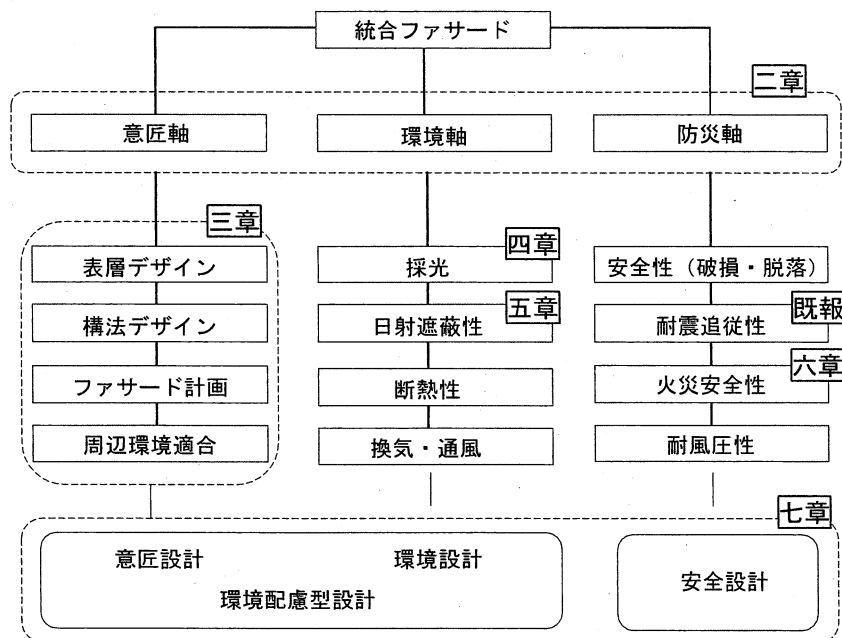 統合ファサード
二章
意匠軸
環境軸
防災軸
三章
表層デザイン
構法デザイン
ファサード計画
周辺環境適合
四章
採光
五章
日射遮蔽性
断熱性
換気・通風
安全性（破損・脱落）
既報
耐震追従性
六章
火災安全性
耐風圧性
七章
意匠設計
環境設計
環境配慮型設計
安全設計